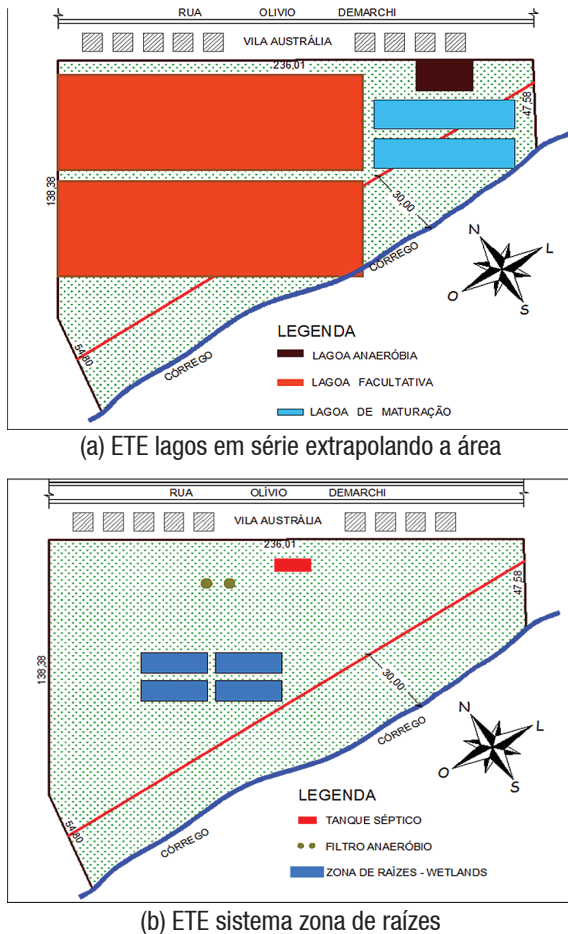 RUA OLIVIO DEMARCHI
VILA AUSTRÁLIA
236,01
47,58
138,38
30,00
CÓRREGO
N
L
O
S
54,80
CÓRREGO
LEGENDA
LAGOA ANAERÓBIA
LAGOA FACULTATIVA
LAGOA DE MATURAÇÃO
(a) ETE lagos em série extrapolando a área
RUA OLÍVIO DEMARCHI
VILA AUSTRÁLIA
236,01
47,58
138,38
30,00
CÓRREGO
N
L
O
S
54,80
CÓRREGO
LEGENDA
TANQUE SÉPTICO
FILTRO ANAERÓBIO
ZONA DE RAÍZES - WETLANDS
(b) ETE sistema zona de raízes